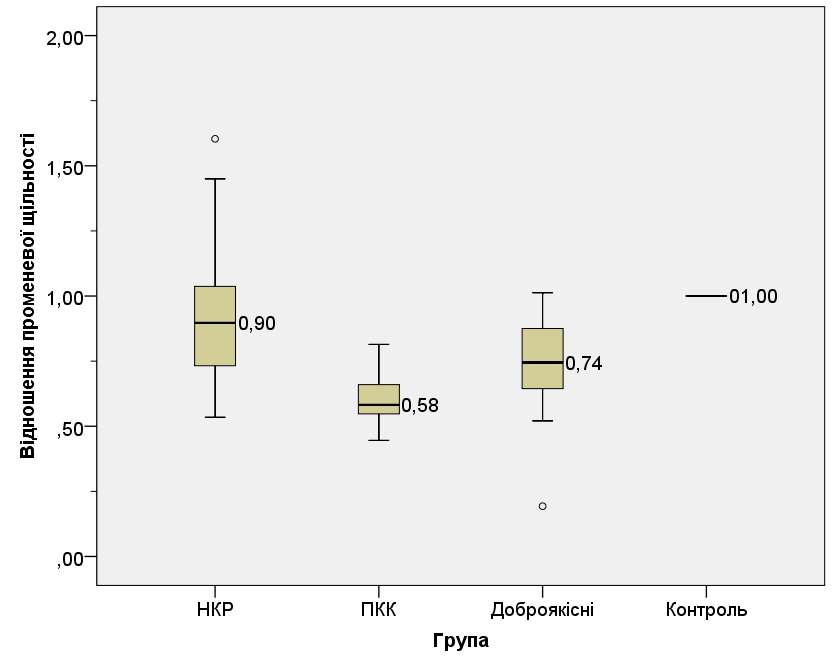 Відношення променевої щільності
2,00
1,50
1,00
,50
,00
0,90
0,58
0,74
01,00
НКР
ПКК
Доброякісні
Контроль
Група